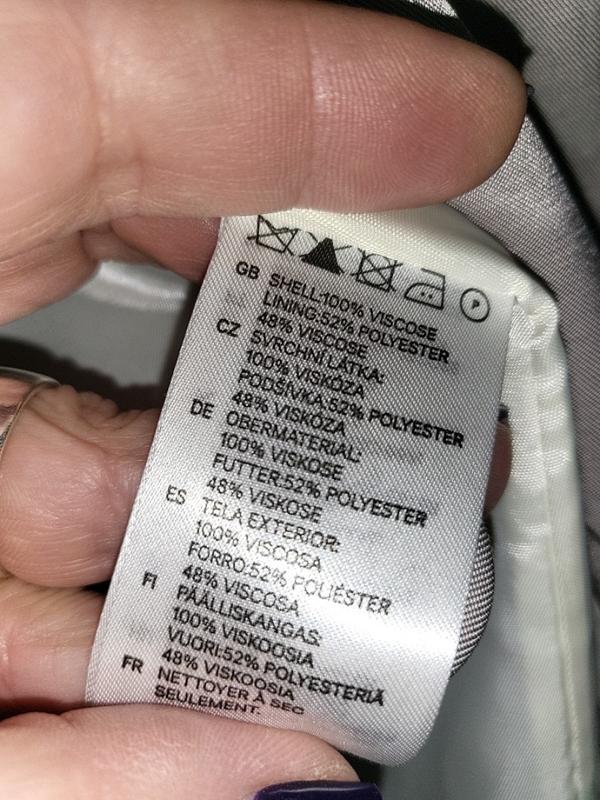 P
GB SHELL:100% VISCOSE
LINING:52% POLYESTER
48% VISCOSE
CZ SVRCHNÍ LÁTKA:
100% VISKÓZA
PODŠÍVKA:52% POLYESTER
48% VISKÓZA
DE OBERMATERIAL:
100% VISKOSE
FUTTER:52% POLYESTER
48% VISKOSE
ES TELA EXTERIOR:
100% VISCOSA
FORRO:52% POLIÉSTER
48% VISCOSA
FI PÄÄLLISKANGAS:
100% VISKOOSIA
VUORI:52% POLYESTERIÄ
48% VISKOOSIA
FR NETTOYER À SEC
SEULEMENT.